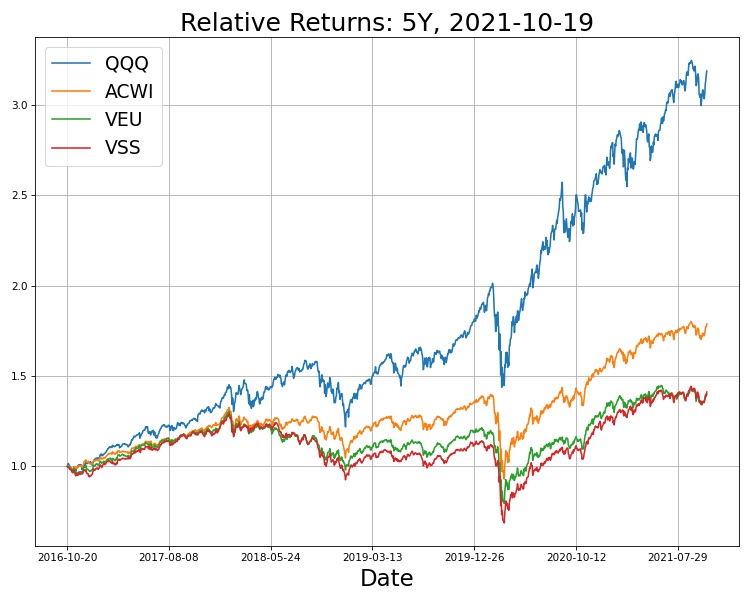 Relative Returns: 5Y, 2021-10-19
QQQ
ACWI
VEU
VSS
3.0
2.5
2.0
1.5
1.0
2016-10-20 2017-08-08 2018-05-24 2019-03-13 2019-12-26 2020-10-12 2021-07-29
Date